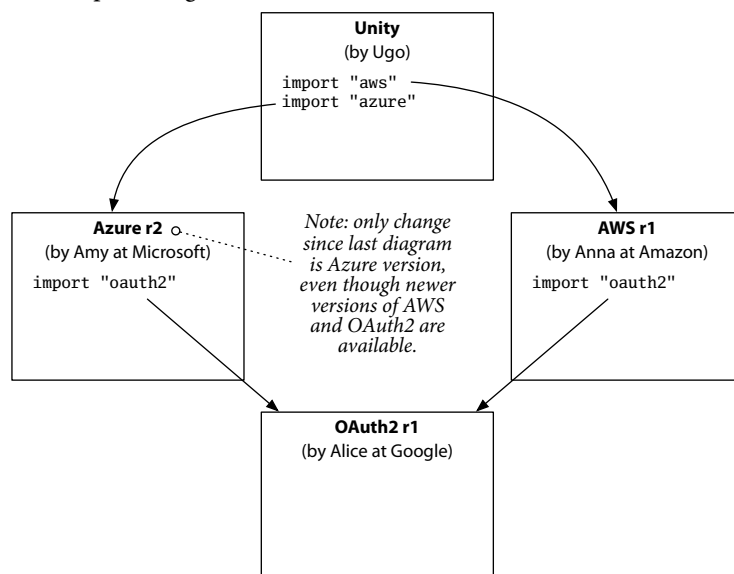 Unity
(by Ugo)
import "aws"
import "azure"
Azure r2
(by Amy at Microsoft)
import "oauth2"
Note: only change
since last diagram
is Azure version,
even though newer
versions of AWS
and OAuth2 are
available.
AWS r1
(by Anna at Amazon)
import "oauth2"
OAuth2 r1
(by Alice at Google)